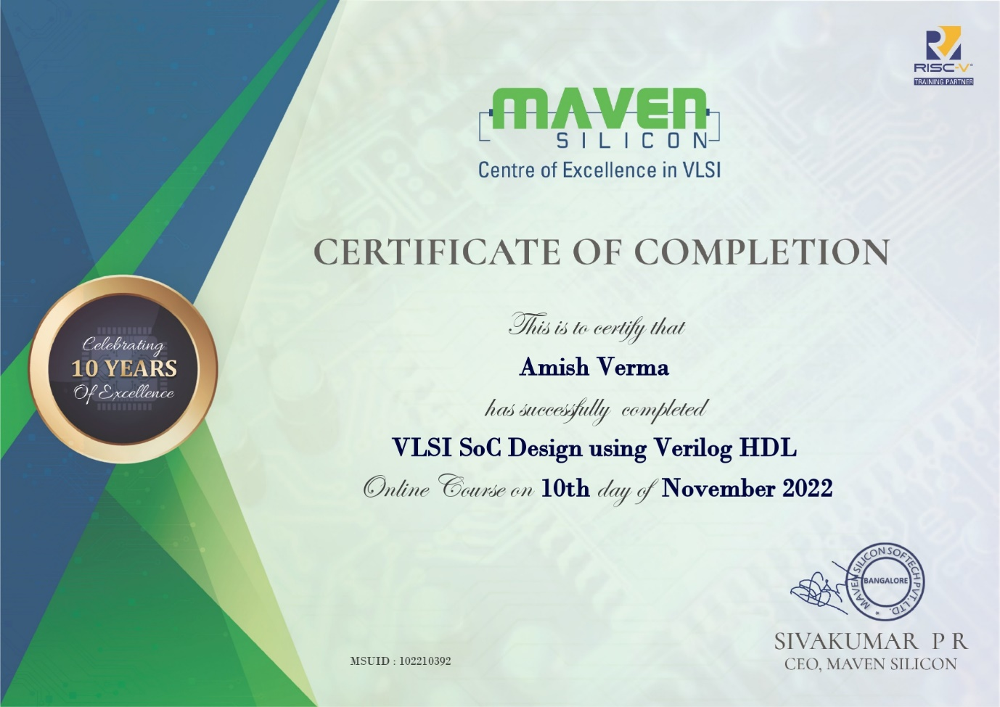 RISC-V
TRAINING PARTNER
MAVEN
SILICON
Centre of Excellence in VLSI
CERTIFICATE OF COMPLETION
This is to certify that
Amish Verma
has successfully completed
VLSI SoC Design using Verilog HDL
Online Course on 10th day of November 2022
Celebrating
10 YEARS
Of Excellence
MAVEN SILICON SOFTECH PVT. LTD. *
BANGALORE
SIVAKUMAR P R
CEO, MAVEN SILICON
MSUID : 102210392